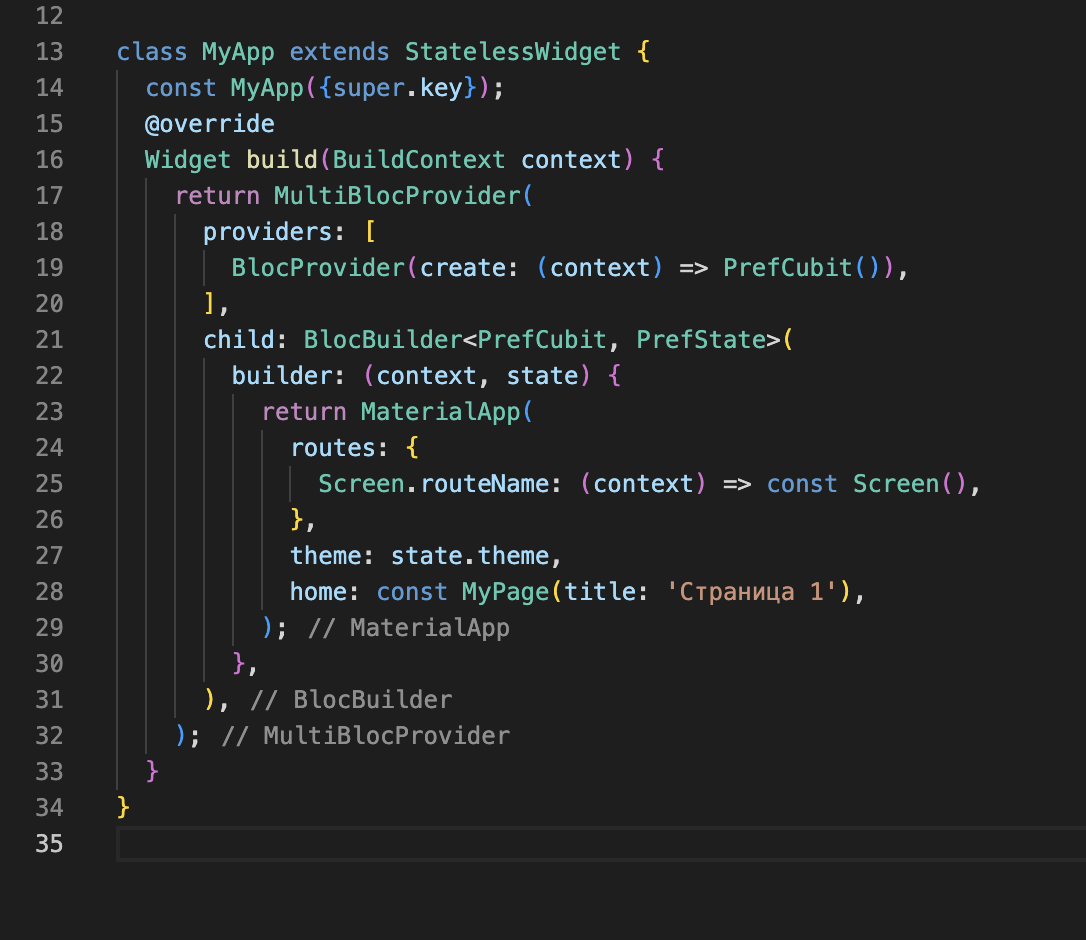 12
13 class MyApp extends StatelessWidget {
14   const MyApp({super.key});
15   @override
16   Widget build(BuildContext context) {
17     return MultiBlocProvider(
18       providers: [
19         BlocProvider(create: (context) => PrefCubit()),
20       ],
21       child: BlocBuilder<PrefCubit, PrefState>(
22         builder: (context, state) {
23           return MaterialApp(
24             routes: {
25               Screen.routeName: (context) => const Screen(),
26             },
27             theme: state.theme,
28             home: const MyPage(title: 'Страница 1'),
29           ); // MaterialApp
30         },
31       ), // BlocBuilder
32     ); // MultiBlocProvider
33   }
34 }
35